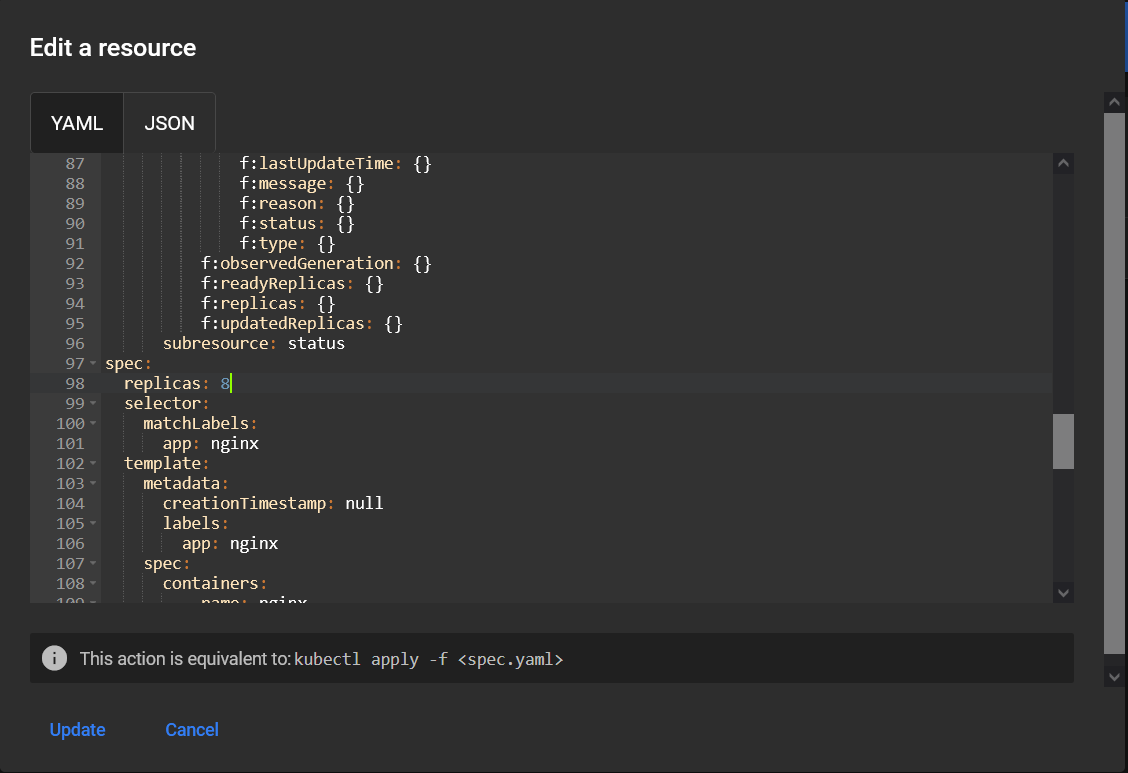 Edit a resource
YAML JSON
87 f:lastUpdateTime: {}
88 f:message: {}
89 f:reason: {}
90 f:status: {}
91 f:type: {}
92 f:observedGeneration: {}
93 f:readyReplicas: {}
94 f:replicas: {}
95 f:updatedReplicas: {}
96 subresource: status
97 spec:
98 replicas: 8
99 selector:
100 matchLabels:
101 app: nginx
102 template:
103 metadata:
104 creationTimestamp: null
105 labels:
106 app: nginx
107 spec:
108 containers:
109 name: nginx
This action is equivalent to: kubectl apply -f <spec.yaml>
Update Cancel